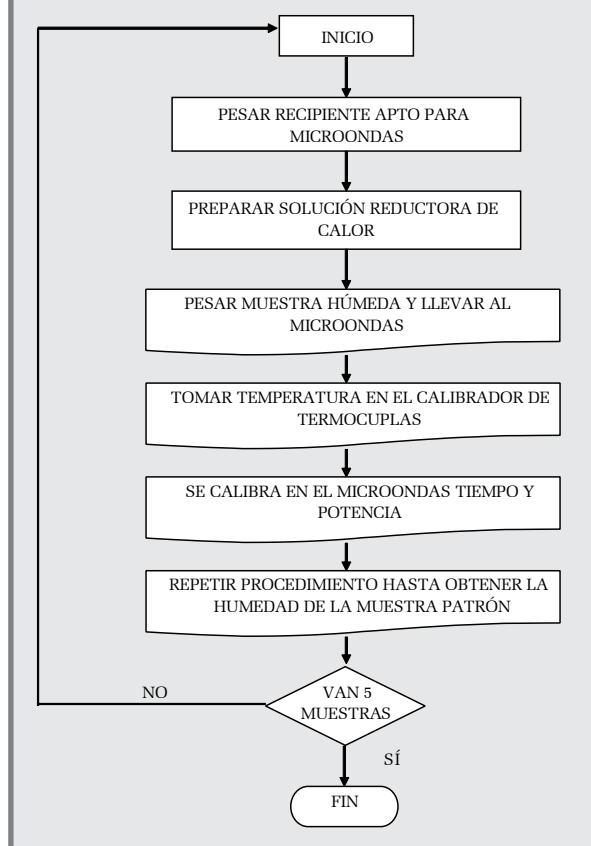 INICIO
PESAR RECIPIENTE APTO PARA
MICROONDAS
PREPARAR SOLUCIÓN REDUCTORA DE
CALOR
PESAR MUESTRA HÚMEDA Y LLEVAR AL
MICROONDAS
TOMAR TEMPERATURA EN EL CALIBRADOR DE
TERMOCUPLAS
SE CALIBRA EN EL MICROONDAS TIEMPO Y
POTENCIA
REPETIR PROCEDIMIENTO HASTA OBTENER LA
HUMEDAD DE LA MUESTRA PATRÓN
NO
VAN 5
MUESTRAS
SÍ
FIN